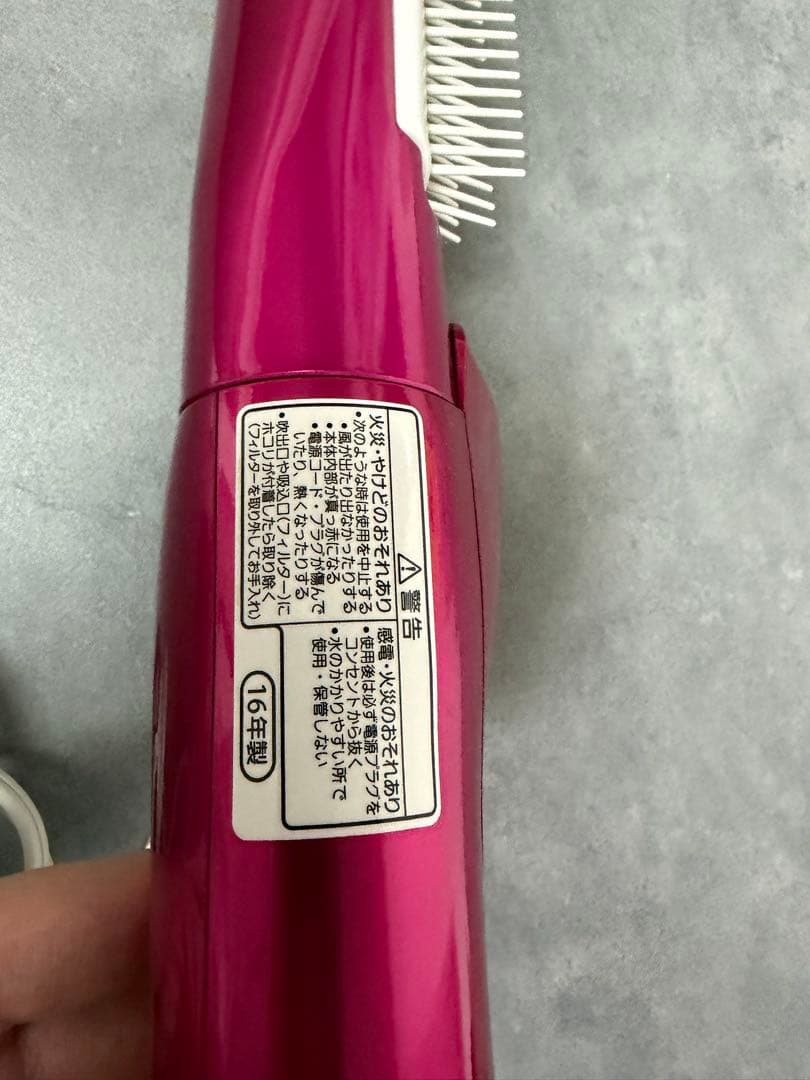 ⚠警告
火災・やけどのおそれあり
・次のような時は使用を中止する
・風が出たり出なかったりする
・本体内部が真っ赤になる
・電源コード・プラグが傷んで
いたり、熱くなったりする
・吹出口や吸込口(フィルター)に
ホコリが付着したら取り除く
(フィルターを取り外してお手入れ)
感電・火災のおそれあり
・使用後は必ず電源プラグを
コンセントから抜く
・水のかかりやすい所で
使用・保管しない
16年製